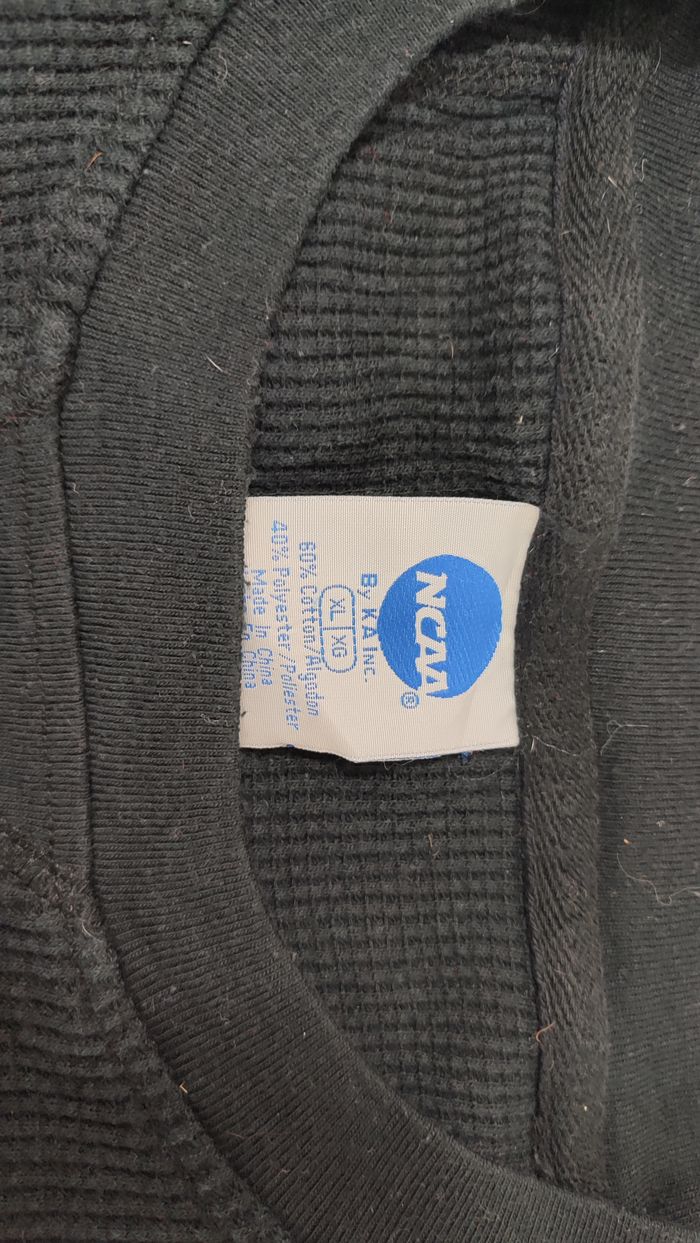 NCAA®
By KA Inc.
XL | XG
60% Cotton/Algodon
40% Polyester/Poliester
Made in China